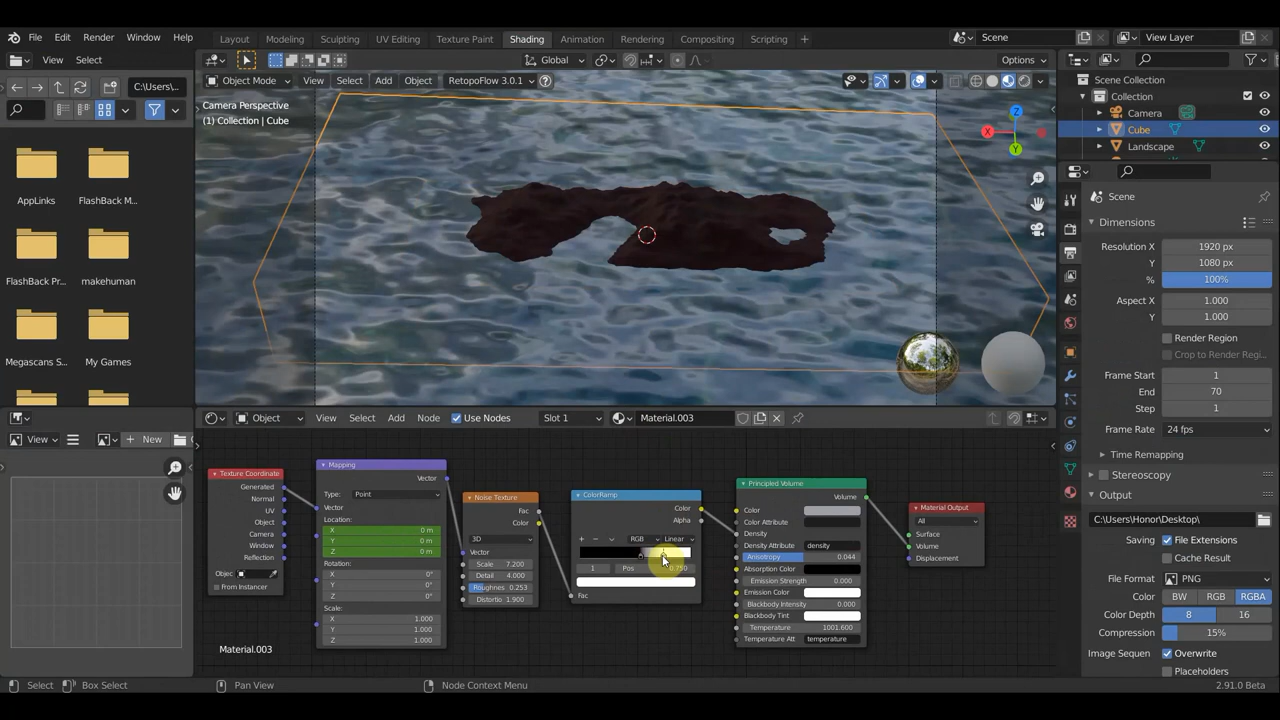 File Edit Render Window Help
Layout Modeling Sculpting UV Editing Texture Paint Shading Animation Rendering Compositing Scripting +
Scene
View Layer
View Select
Global
Options
C:\Users\...
Object Mode View Select Add Object RetopoFlow 3.0.1
Camera Perspective
(1) Collection | Cube
X
Y
Z
Scene Collection
Collection
Camera
Cube
Landscape
AppLinks
FlashBack M...
FlashBack Pr...
makehuman
Megascans S...
My Games
Scene
Dimensions
Resolution X 1920 px
Y 1080 px
% 100%
Aspect X 1.000
Y 1.000
Render Region
Crop to Render Regi...
Frame Start 1
End 70
Step 1
Frame Rate 24 fps
Time Remapping
Stereoscopy
Output
C:\Users\Honor\Desktop\
Saving File Extensions
Cache Result
File Format PNG
Color BW RGB RGBA
Color Depth 8 16
Compression 15%
Image Sequen Overwrite
Placeholders
View New
Object View Select Add Node Use Nodes Slot 1 Material.003
Texture Coordinate
Generated
Normal
UV
Object
Camera
Window
Reflection
Objec
From Instancer
Mapping
Vector
Type: Point
Vector
Location:
X 0 m
Y 0 m
Z 0 m
Rotation:
X 0°
Y 0°
Z 0°
Scale:
X 1.000
Y 1.000
Z 1.000
Noise Texture
Fac
Color
3D
Vector
Scale 7.200
Detail 4.000
Roughnes 0.253
Distortio 1.900
ColorRamp
Color
Alpha
RGB Linear
1 Pos 0.750
Fac
Principled Volume
Volume
Color
Color Attribute
Density
Density Attribute density
Anisotropy 0.044
Absorption Color
Emission Strength 0.000
Emission Color
Blackbody Intensity 0.000
Blackbody Tint
Temperature 1001.600
Temperature Att temperature
Material Output
All
Surface
Volume
Displacement
Material.003
Select Box Select Pan View Node Context Menu 2.91.0 Beta